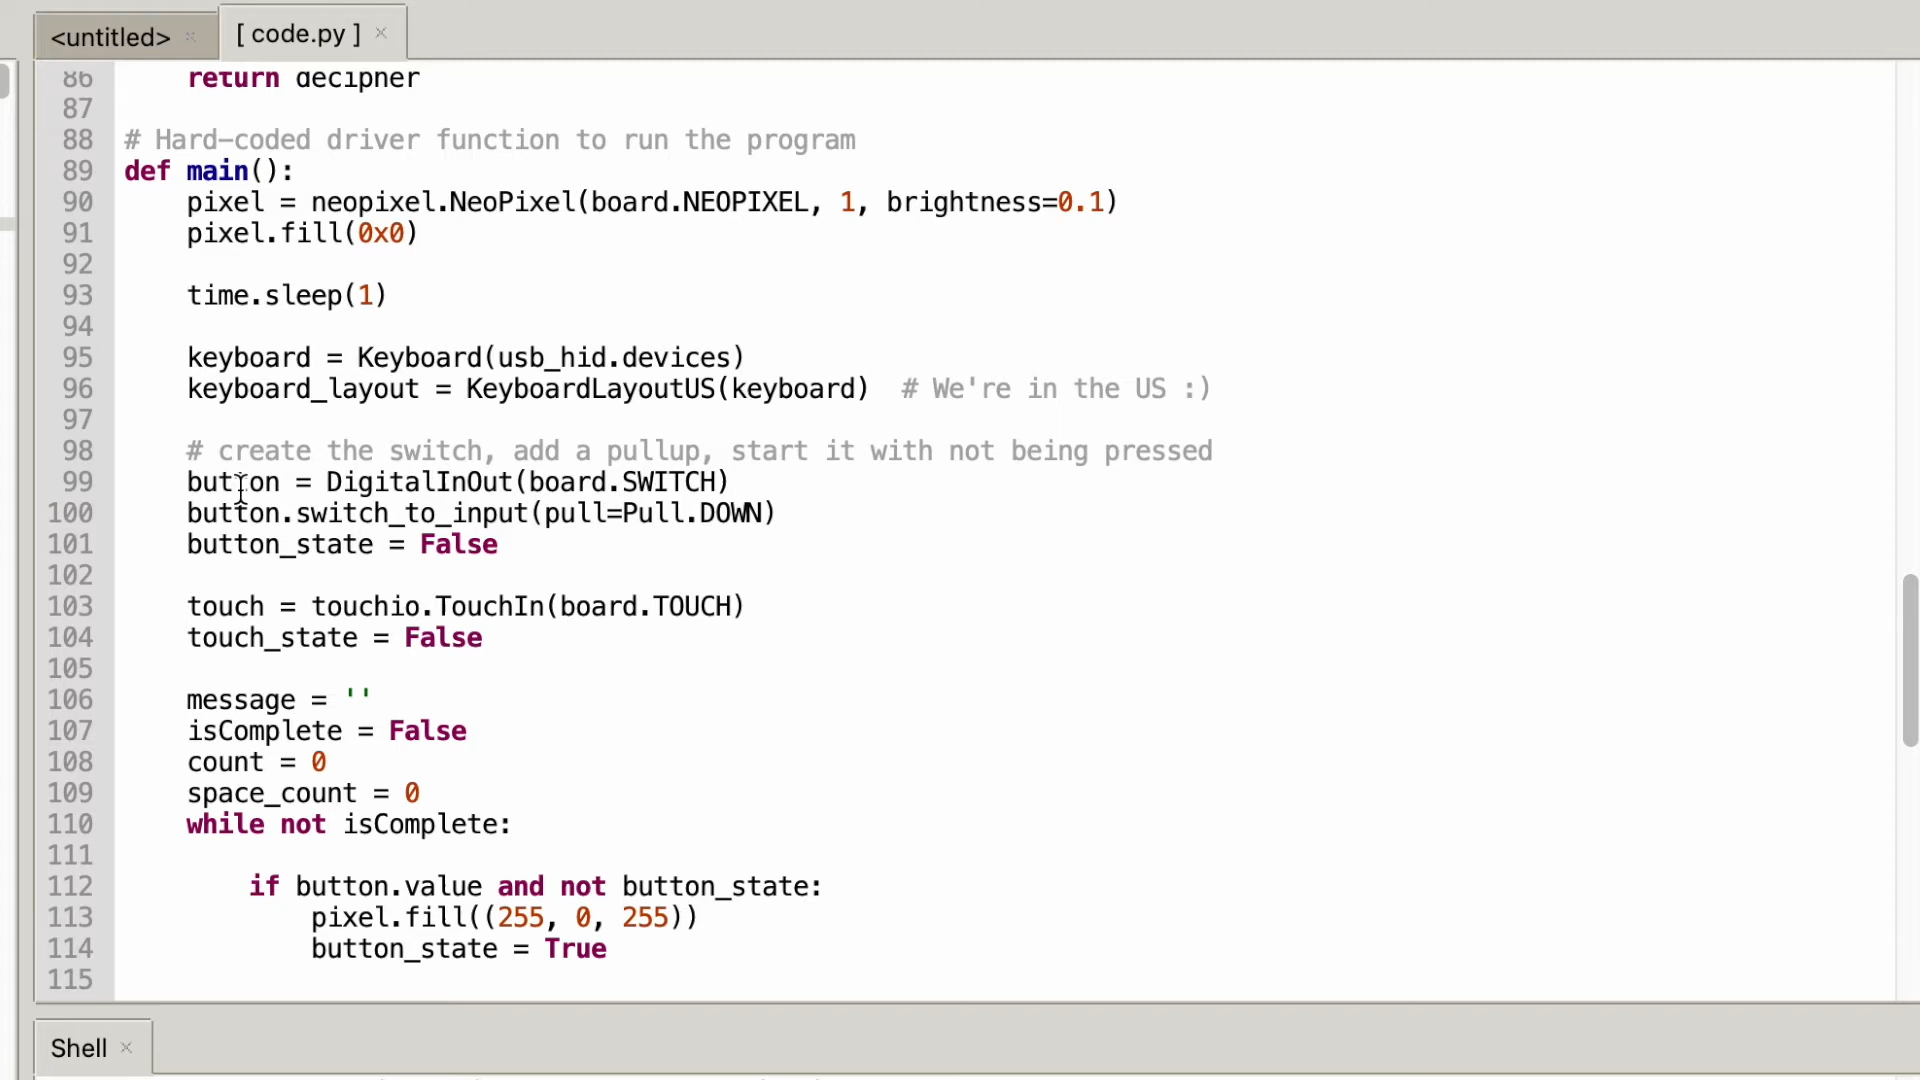 <untitled>
[ code.py ]
86     return decipher
87
88 # Hard-coded driver function to run the program
89 def main():
90     pixel = neopixel.NeoPixel(board.NEOPIXEL, 1, brightness=0.1)
91     pixel.fill(0x0)
92
93     time.sleep(1)
94
95     keyboard = Keyboard(usb_hid.devices)
96     keyboard_layout = KeyboardLayoutUS(keyboard)  # We're in the US :)
97
98     # create the switch, add a pullup, start it with not being pressed
99     button = DigitalInOut(board.SWITCH)
100     button.switch_to_input(pull=Pull.DOWN)
101     button_state = False
102
103     touch = touchio.TouchIn(board.TOUCH)
104     touch_state = False
105
106     message = ''
107     isComplete = False
108     count = 0
109     space_count = 0
110     while not isComplete:
111
112         if button.value and not button_state:
113             pixel.fill((255, 0, 255))
114             button_state = True
115
Shell